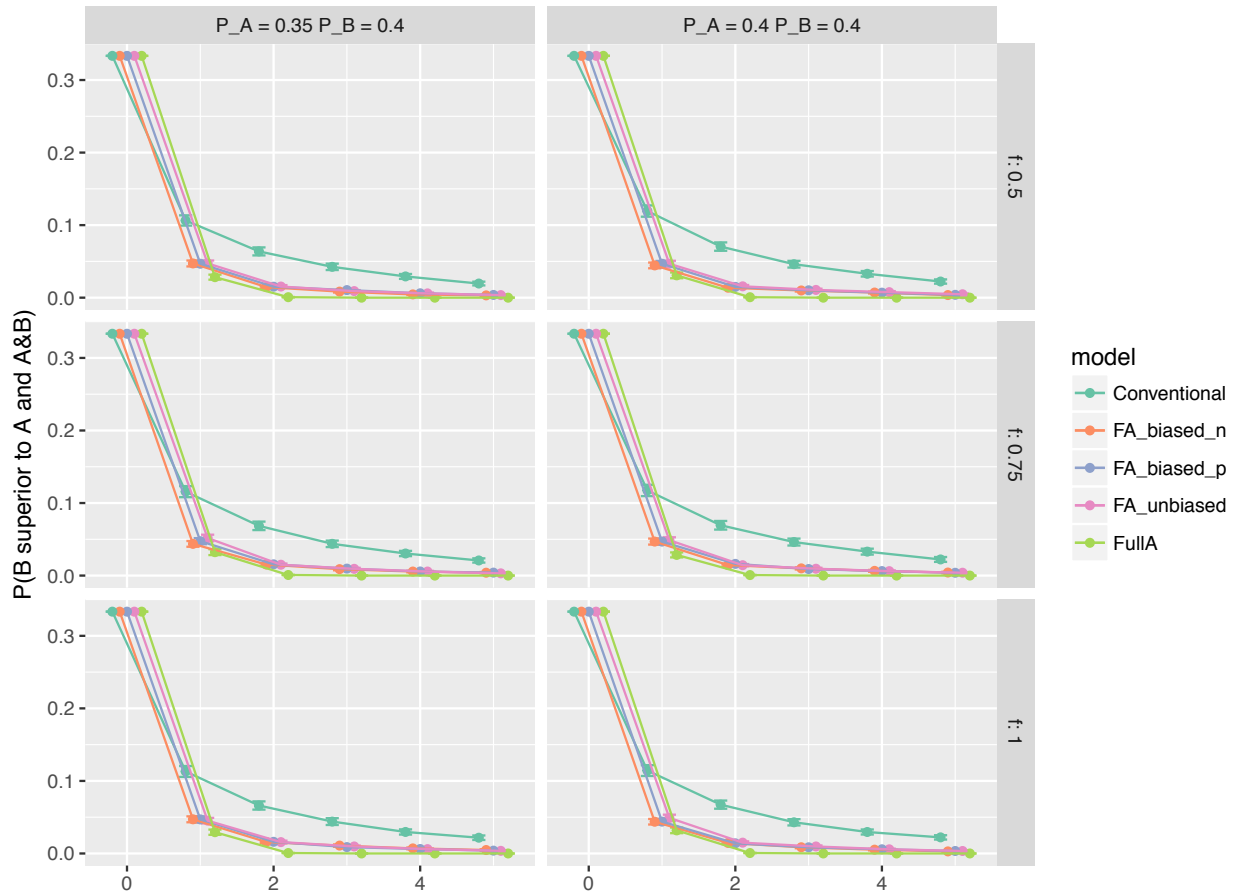 P_A = 0.35 P_B = 0.4
P_A = 0.4 P_B = 0.4
P(B superior to A and A&B)
0.3
0.2
0.1
0.0
f: 0.5
0.3
0.2
0.1
0.0
f: 0.75
0.3
0.2
0.1
0.0
f: 1
0
2
4
0
2
4
model
Conventional
FA_biased_n
FA_biased_p
FA_unbiased
FullA